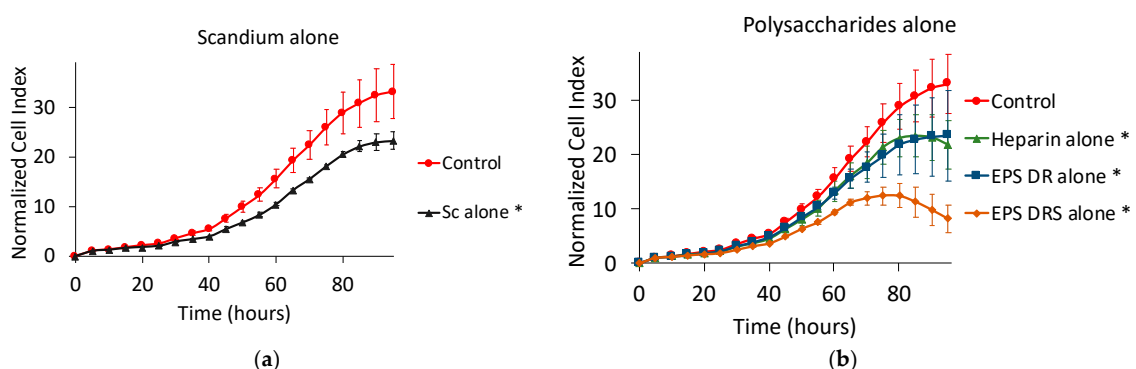 Scandium alone
Normalized Cell Index
30
20
10
0
0 20 40 60 80
Time (hours)
Control
Sc alone *
(a)
Polysaccharides alone
Normalized Cell Index
30
20
10
0
0 20 40 60 80
Time (hours)
Control
Heparin alone *
EPS DR alone *
EPS DRS alone *
(b)